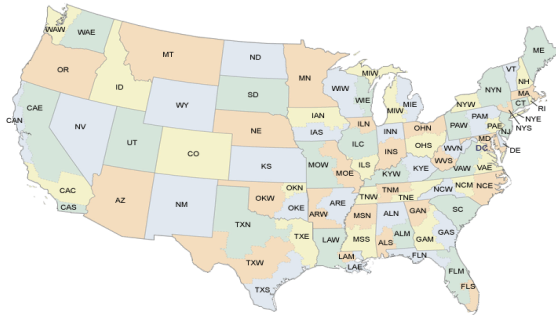 WAW
WAE
MT
ND
MN
OR
ID
WY
SD
WIW
WIE
MIW
MIW
MIE
VT
NH
ME
MA
CT
RI
NYN
NYW
NYE
NYS
CAN
CAE
NV
UT
CO
NE
IAN
IAS
ILN
ILC
ILS
INN
INS
OHN
OHS
PAW
PAM
PAE
NJ
MD
DE
DC
WVN
WVS
VAW
VAE
CAC
CAS
AZ
NM
KS
MOW
MOE
KYW
KYE
OKN
OKW
OKE
ARE
ARW
TNW
TNM
TNE
NCW
NCM
NCE
SC
TXN
TXE
TXW
TXS
LAW
LAM
LAE
MSN
MSS
ALN
ALM
ALS
GAN
GAM
GAS
FLN
FLM
FLS